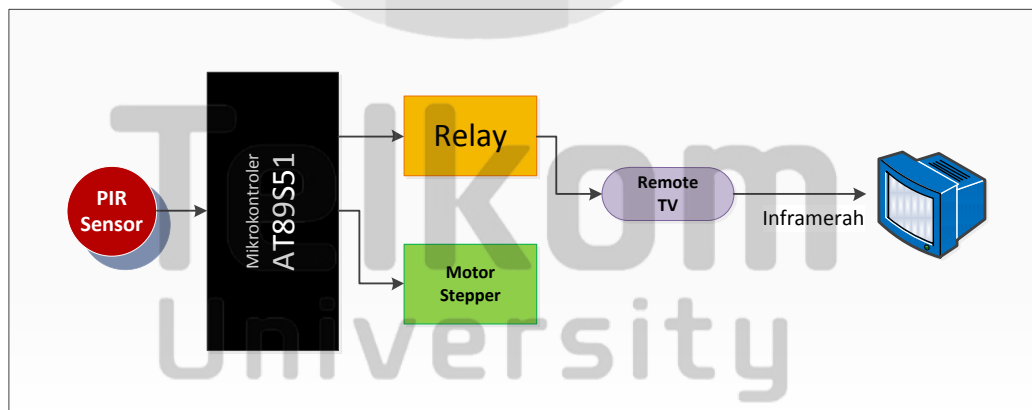 PIR
Sensor
Mikrokontroler
AT89S51
Relay
Motor
Stepper
Remote
TV
Inframerah
Telkom
University